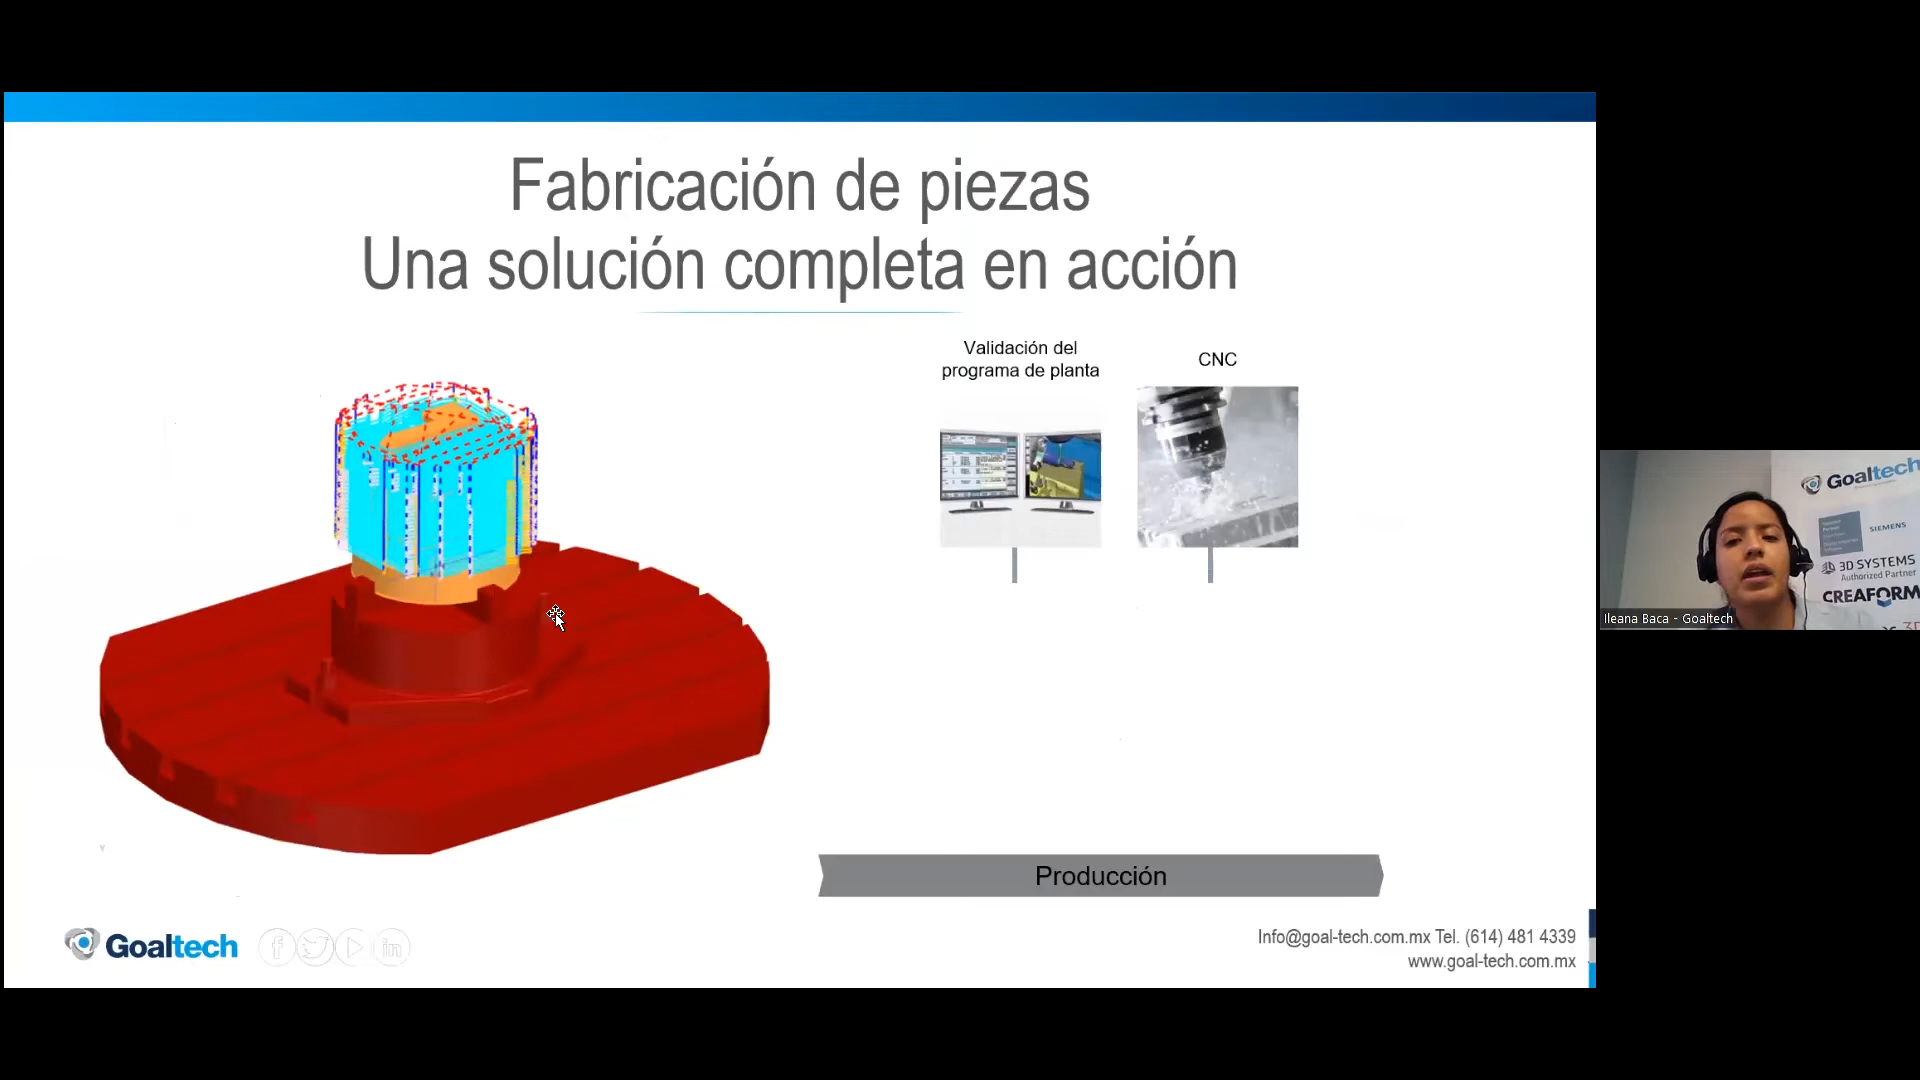 Fabricación de piezas
Una solución completa en acción
Validación del
programa de planta
CNC
Producción
Goaltech
Info@goal-tech.com.mx Tel. (614) 481 4339
www.goal-tech.com.mx
Goaltech
SIEMENS
3D SYSTEMS
Authorized Partner
CREAFORM
3D
Ileana Baca - Goaltech